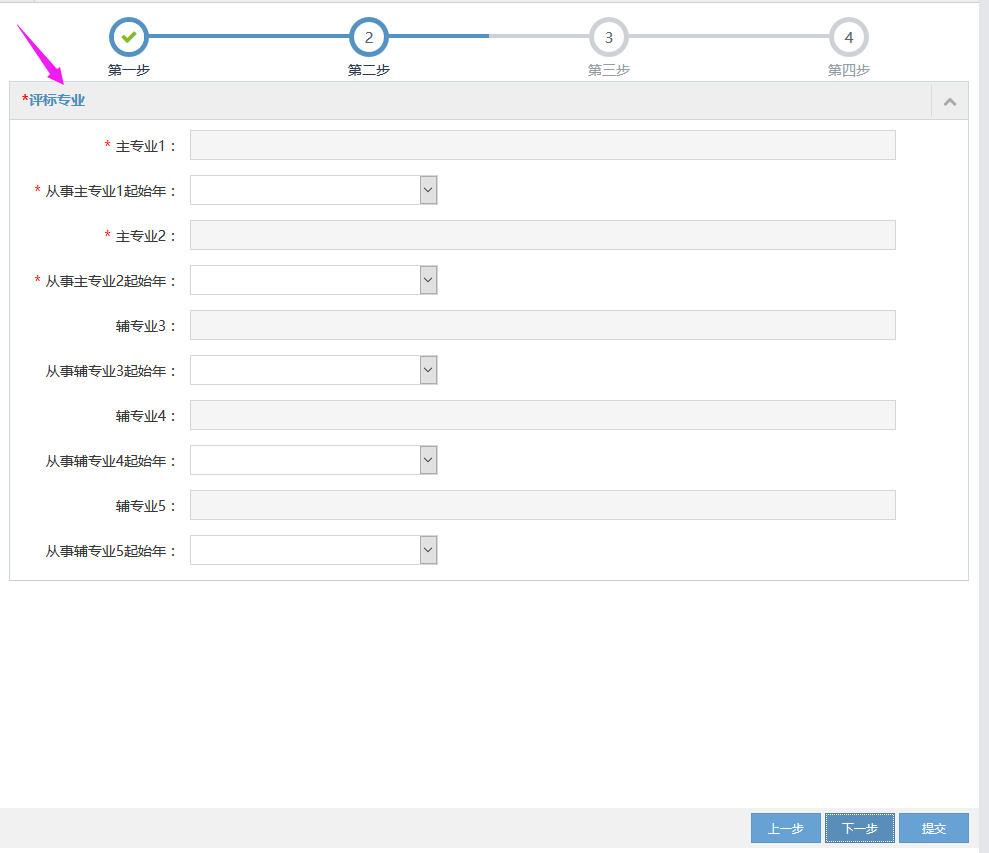 2 3 4
第一步 第二步 第三步 第四步
*评标专业
* 主专业1：
* 从事主专业1起始年：
* 主专业2：
* 从事主专业2起始年：
辅专业3：
从事辅专业3起始年：
辅专业4：
从事辅专业4起始年：
辅专业5：
从事辅专业5起始年：
上一步 下一步 提交